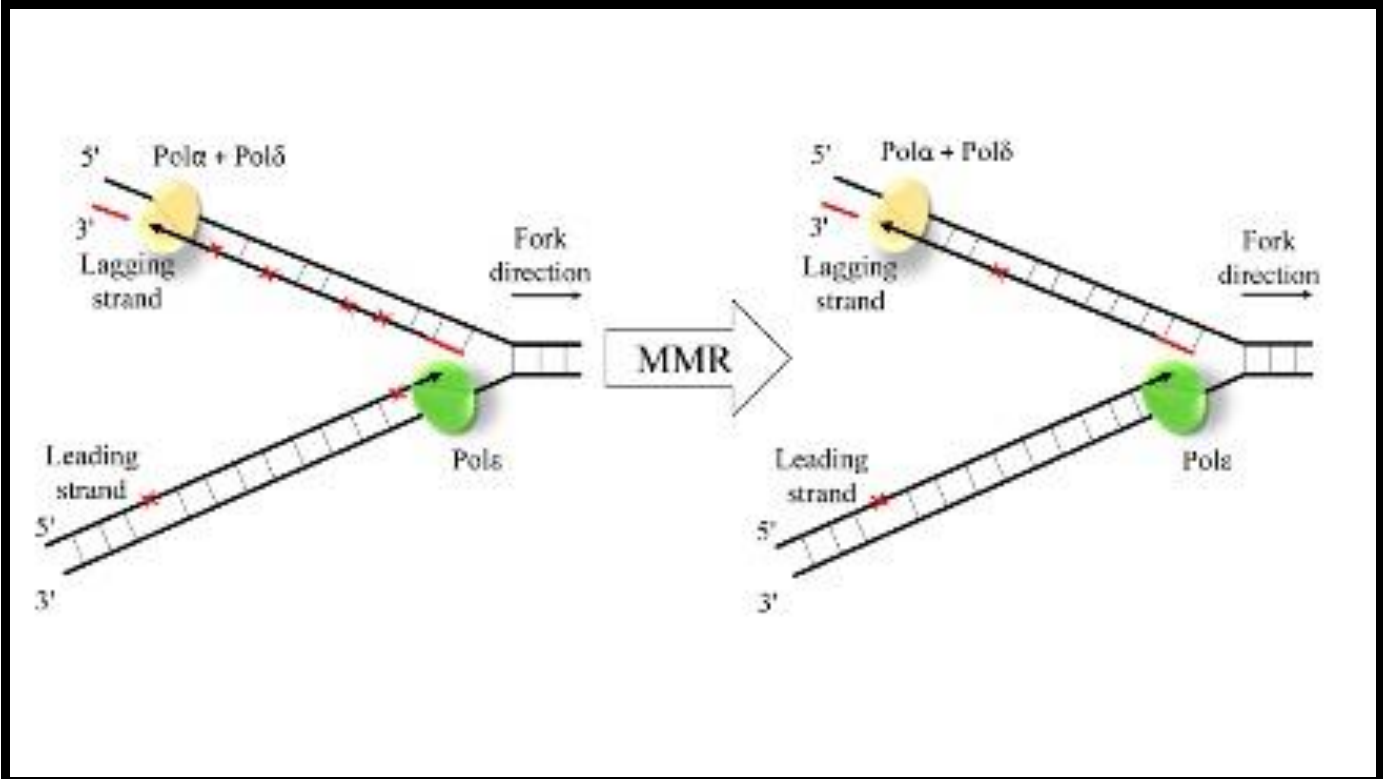 5'
Polα + Polδ
3'
Lagging
strand
Fork
direction
Leading
strand
5'
3'
Polε
MMR
5'
Polα + Polδ
3'
Lagging
strand
Fork
direction
Leading
strand
5'
3'
Polε